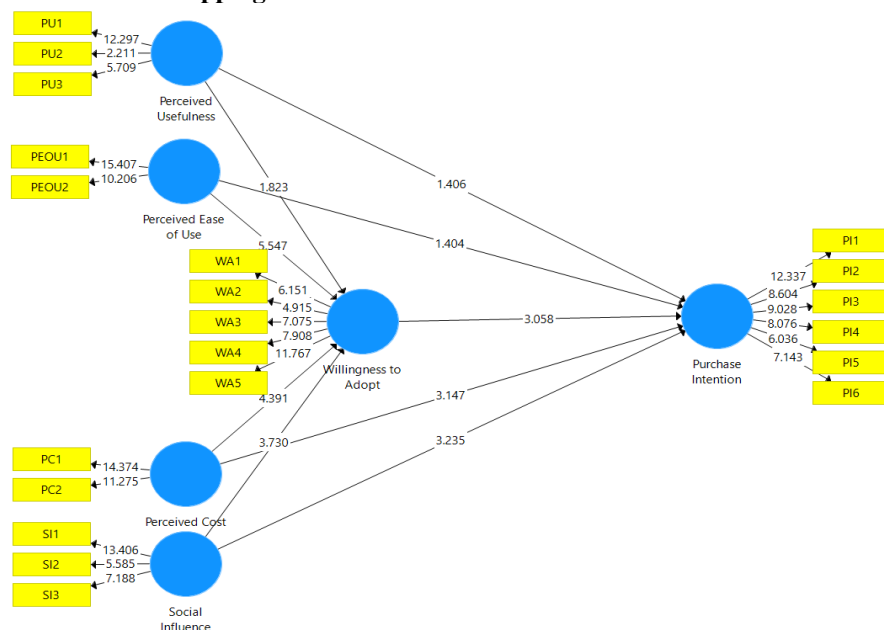 pping
PU1
12.297
PU2
2.211
PU3
5.709
Perceived
Usefulness
1.823
1.406
PEOU1
15.407
PEOU2
10.206
Perceived Ease
of Use
5.547
1.404
WA1
6.151
WA2
4.915
WA3
7.075
WA4
7.908
WA5
11.767
Willingness to
Adopt
3.058
PI1
12.337
PI2
8.604
PI3
9.028
PI4
8.076
PI5
6.036
PI6
7.143
Purchase
Intention
4.391
3.147
3.730
3.235
PC1
14.374
PC2
11.275
Perceived Cost
SI1
13.406
SI2
5.585
SI3
7.188
Social
Influence